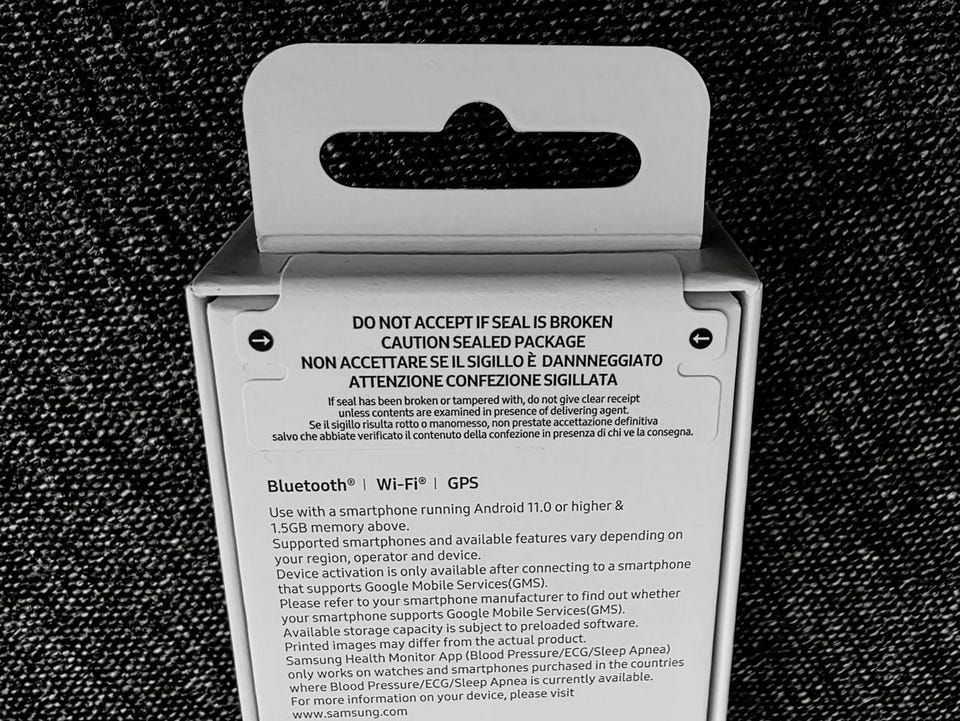 DO NOT ACCEPT IF SEAL IS BROKEN
CAUTION SEALED PACKAGE
NON ACCETTARE SE IL SIGILLO È DANNNEGGIATO
ATTENZIONE CONFEZIONE SIGILLATA
If seal has been broken or tampered with, do not give clear receipt
unless contents are examined in presence of delivering agent.
Se il sigillo risulta rotto o manomesso, non prestate accettazione definitiva
salvo che abbiate verificato il contenuto della confezione in presenza di chi ve la consegna.
Bluetooth® | Wi-Fi® | GPS
Use with a smartphone running Android 11.0 or higher &
1.5GB memory above.
Supported smartphones and available features vary depending on
your region, operator and device.
Device activation is only available after connecting to a smartphone
that supports Google Mobile Services(GMS).
Please refer to your smartphone manufacturer to find out whether
your smartphone supports Google Mobile Services(GMS).
Available storage capacity is subject to preloaded software.
Printed images may differ from the actual product.
Samsung Health Monitor App (Blood Pressure/ECG/Sleep Apnea)
only works on watches and smartphones purchased in the countries
where Blood Pressure/ECG/Sleep Apnea is currently available.
For more information on your device, please visit
www.samsung.com